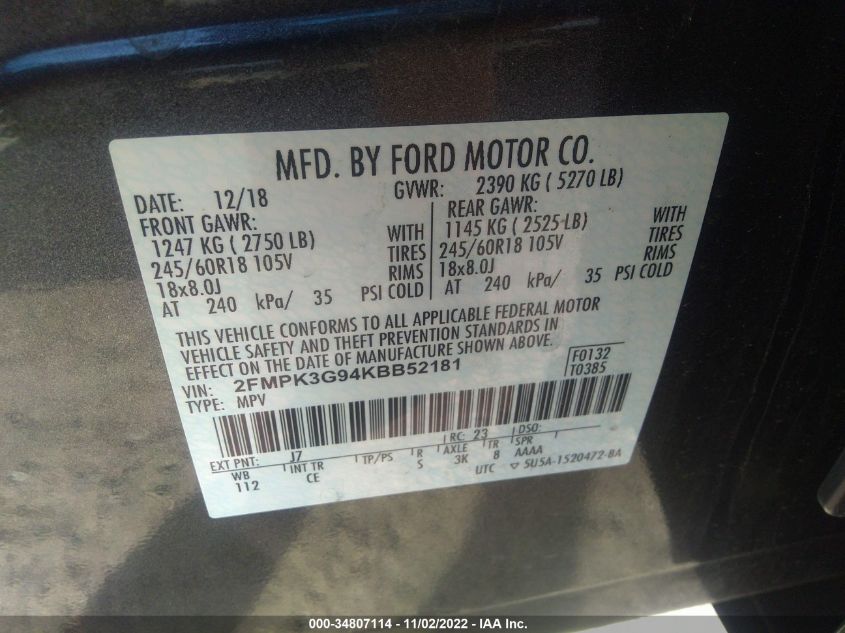 MFD. BY FORD MOTOR CO.
DATE: 12/18 GVWR: 2390 KG ( 5270 LB)
FRONT GAWR: REAR GAWR:
1247 KG ( 2750 LB) WITH 1145 KG ( 2525 LB) WITH
245/60R18 105V TIRES 245/60R18 105V TIRES
18x8.0J RIMS 18x8.0J RIMS
AT 240 kPa/ 35 PSI COLD AT 240 kPa/ 35 PSI COLD
THIS VEHICLE CONFORMS TO ALL APPLICABLE FEDERAL MOTOR
VEHICLE SAFETY AND THEFT PREVENTION STANDARDS IN
EFFECT ON THE DATE OF MANUFACTURE SHOWN ABOVE.
VIN: 2FMPK3G94KBB52181 F0132
TYPE: MPV T0385
EXT PNT: J7 RC: 23 DSO:
WB INT TR TP/PS R AXLE TR SPR
112 CE S 3K 8 AAAA
UTC ▽ 5U5A-1520472-BA
000-34807114 - 11/02/2022 - IAA Inc.